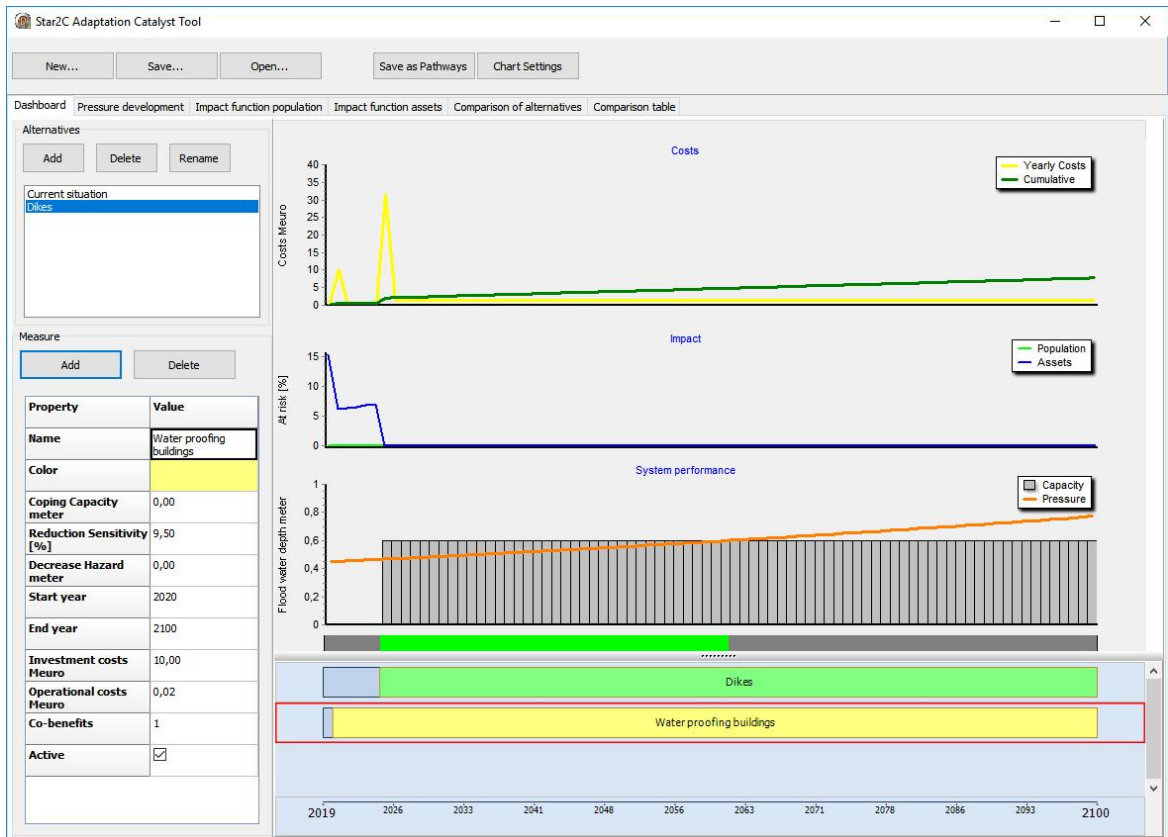 Star2C Adaptation Catalyst Tool
New... Save... Open... Save as Pathways Chart Settings
Dashboard Pressure development Impact function population Impact function assets Comparison of alternatives Comparison table
Alternatives
Add Delete Rename
Current situation
Dikes
Measure
Add Delete
Property Value
Name Water proofing
buildings
Color
Coping Capacity 0,00
meter
Reduction Sensitivity 9,50
[%]
Decrease Hazard 0,00
meter
Start year 2020
End year 2100
Investment costs 10,00
Meuro
Operational costs 0,02
Meuro
Co-benefits 1
Active
Costs
Costs Meuro
40
35
30
25
20
15
10
5
0
Yearly Costs
Cumulative
Impact
At risk [%]
15
10
5
0
Population
Assets
System performance
Flood water depth meter
1
0,8
0,6
0,4
0,2
0
Capacity
Pressure
Dikes
Water proofing buildings
2019 2026 2033 2041 2048 2056 2063 2071 2078 2086 2093 2100